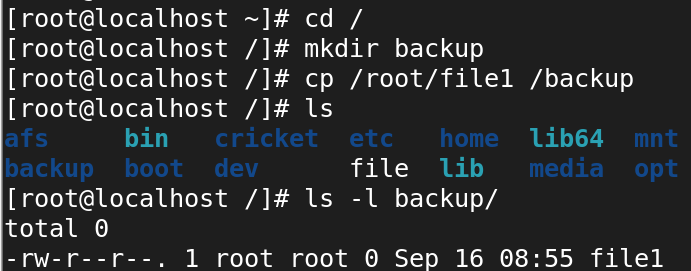 [root@localhost ~]# cd /
[root@localhost /]# mkdir backup
[root@localhost /]# cp /root/file1 /backup
[root@localhost /]# ls
afs     bin   cricket  etc   home  lib64  mnt
backup  boot  dev      file  lib   media  opt
[root@localhost /]# ls -l backup/
total 0
-rw-r--r--. 1 root root 0 Sep 16 08:55 file1